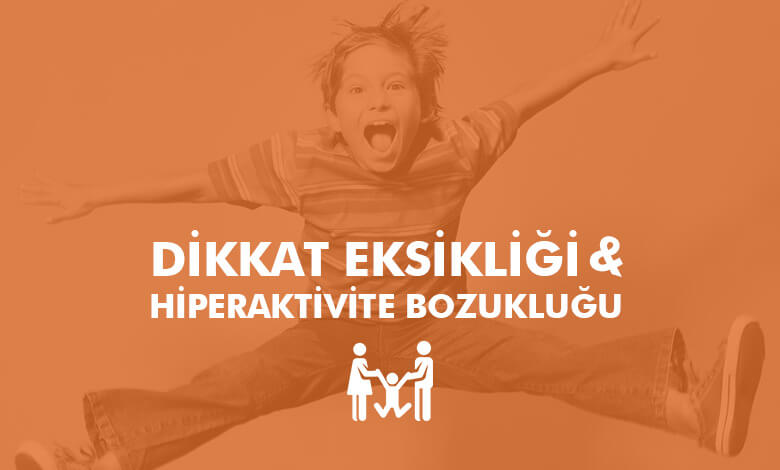 DİKKAT EKSİKLİĞİ &
HİPERAKTİVİTE BOZUKLUĞU